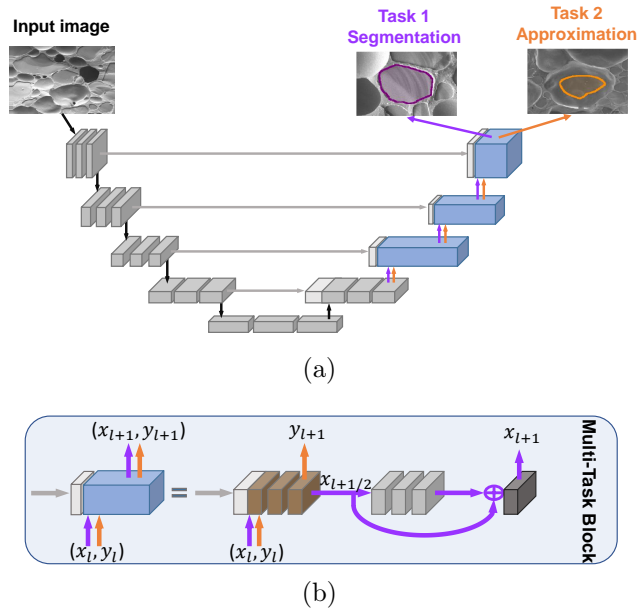 Input image
Task 1
Segmentation
Task 2
Approximation
(a)
(x_{l+1}, y_{l+1})
y_{l+1}
x_{l+1}
x_{l+1/2}
=
⊕
(x_l, y_l)
(x_l, y_l)
Multi-Task Block
(b)